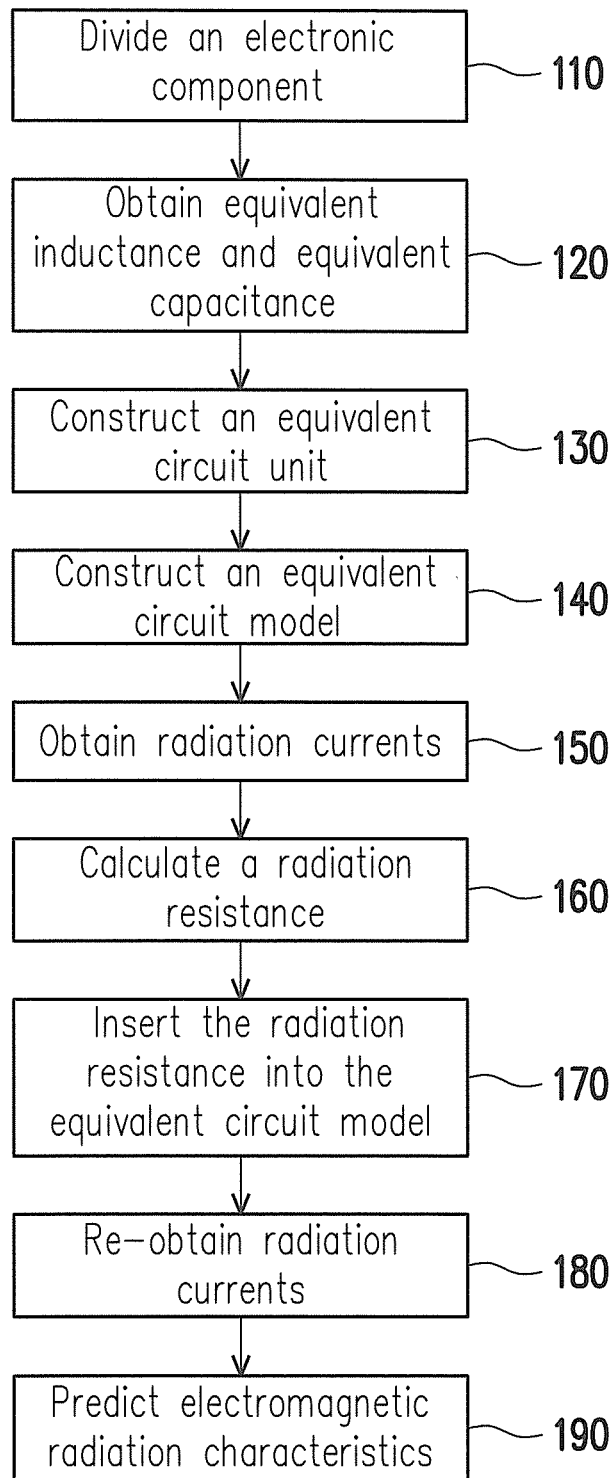 Divide an electronic
component
110
Obtain equivalent
inductance and equivalent
capacitance
120
Construct an equivalent
circuit unit
130
Construct an equivalent
circuit model
140
Obtain radiation currents
150
Calculate a radiation
resistance
160
Insert the radiation
resistance into the
equivalent circuit model
170
Re-obtain radiation
currents
180
Predict electromagnetic
radiation characteristics
190